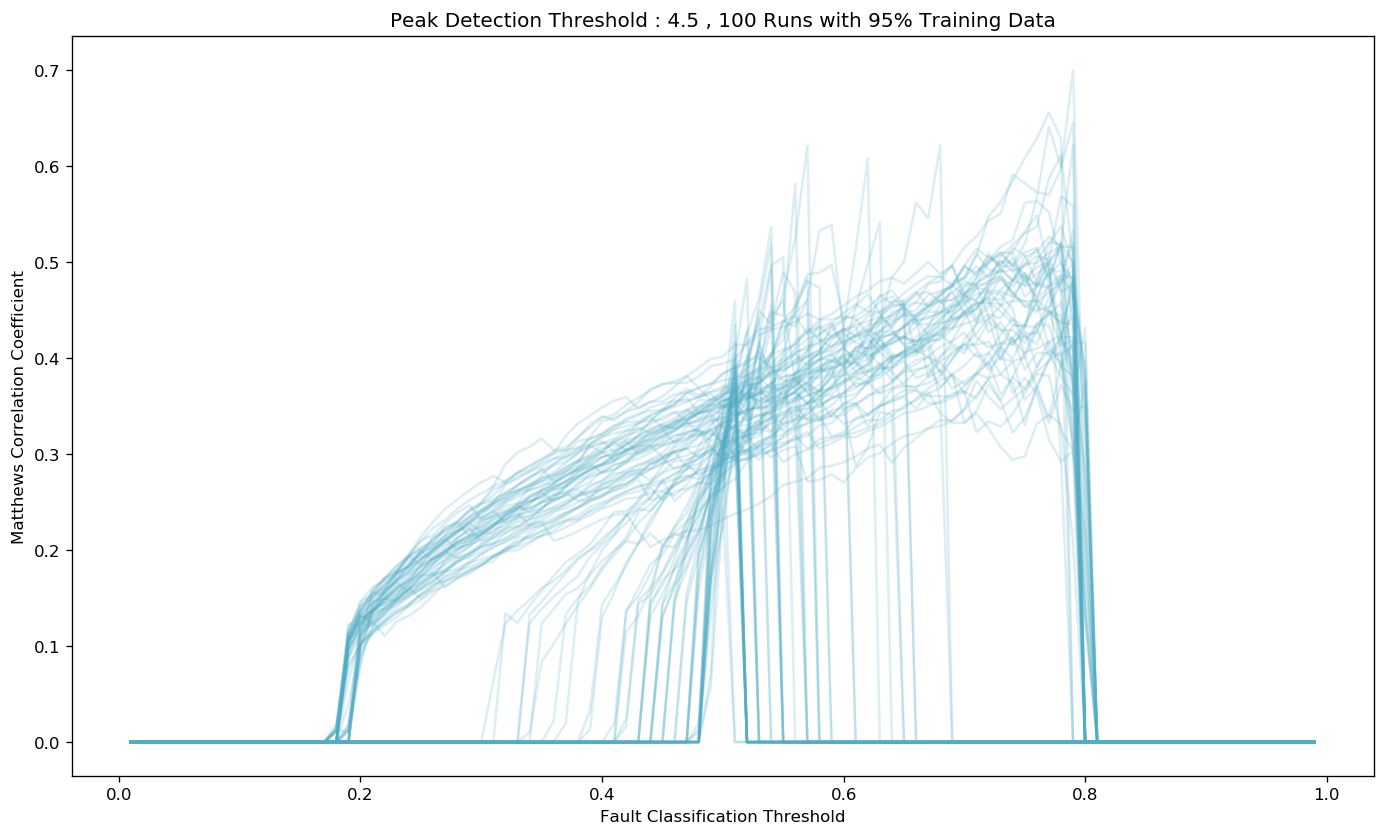 Peak Detection Threshold : 4.5 , 100 Runs with 95% Training Data
Matthews Correlation Coefficient
0.7
0.6
0.5
0.4
0.3
0.2
0.1
0.0
0.0 0.2 0.4 0.6 0.8 1.0
Fault Classification Threshold